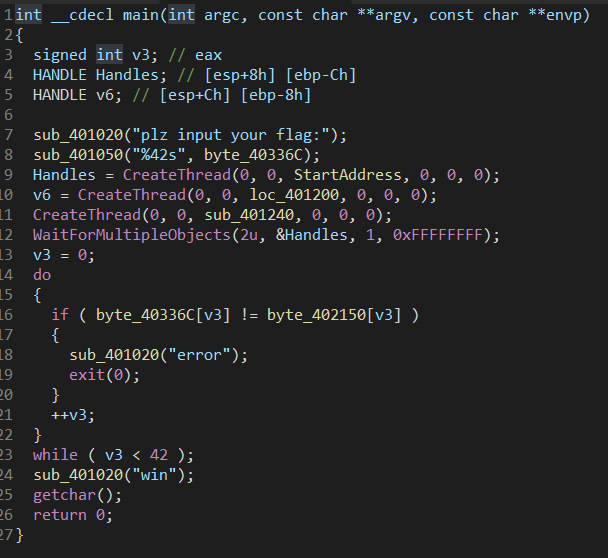 1 int __cdecl main(int argc, const char **argv, const char **envp)
2 {
3   signed int v3; // eax
4   HANDLE Handles; // [esp+8h] [ebp-Ch]
5   HANDLE v6; // [esp+Ch] [ebp-8h]
6
7   sub_401020("plz input your flag:");
8   sub_401050("%42s", byte_40336C);
9   Handles = CreateThread(0, 0, StartAddress, 0, 0, 0);
10   v6 = CreateThread(0, 0, loc_401200, 0, 0, 0);
11   CreateThread(0, 0, sub_401240, 0, 0, 0);
12   WaitForMultipleObjects(2u, &Handles, 1, 0xFFFFFFFF);
13   v3 = 0;
14   do
15   {
16     if ( byte_40336C[v3] != byte_402150[v3] )
17     {
18       sub_401020("error");
19       exit(0);
20     }
21     ++v3;
22   }
23   while ( v3 < 42 );
24   sub_401020("win");
25   getchar();
26   return 0;
27 }